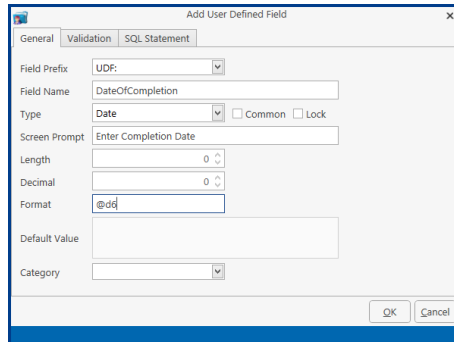 Add User Defined Field
General Validation SQL Statement
Field Prefix UDF:
Field Name DateOfCompletion
Type Date Common Lock
Screen Prompt Enter Completion Date
Length 0
Decimal 0
Format @d6
Default Value
Category
OK Cancel